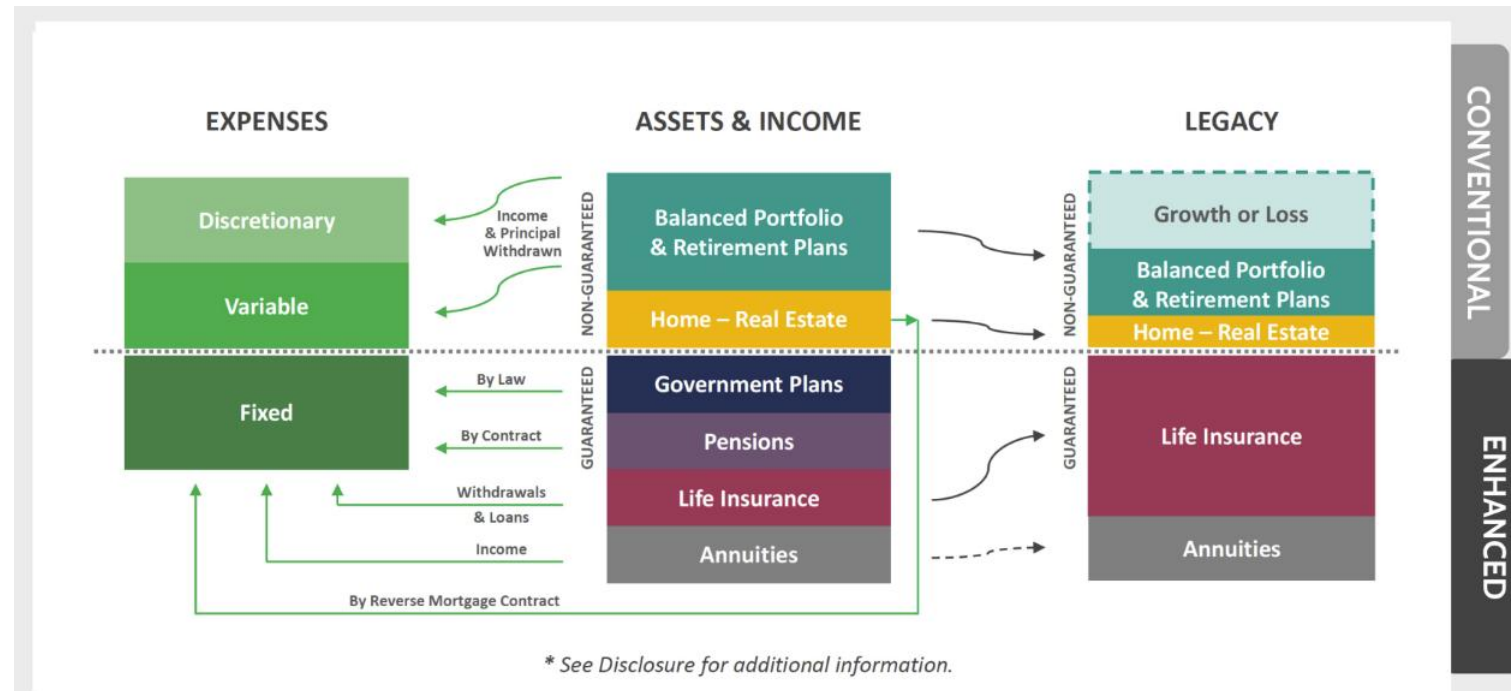 EXPENSES
ASSETS & INCOME
LEGACY
Discretionary
Variable
Fixed
Income
& Principal
Withdrawn
By Law
By Contract
Withdrawals
& Loans
Income
By Reverse Mortgage Contract
NON-GUARANTEED
GUARANTEED
Balanced Portfolio
& Retirement Plans
Home – Real Estate
Government Plans
Pensions
Life Insurance
Annuities
NON-GUARANTEED
GUARANTEED
Growth or Loss
Balanced Portfolio
& Retirement Plans
Home – Real Estate
Life Insurance
Annuities
CONVENTIONAL
ENHANCED
* See Disclosure for additional information.